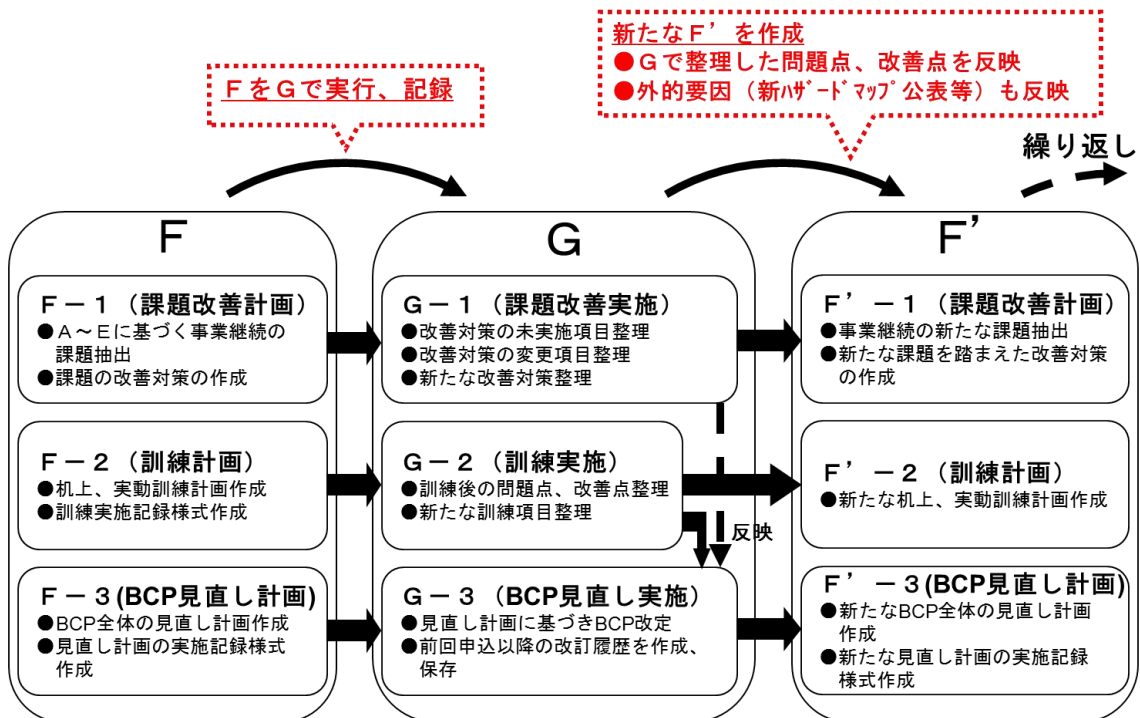 新たなF’を作成
●Gで整理した問題点、改善点を反映
●外的要因（新ﾊｻﾞｰﾄﾞﾏｯﾌﾟ公表等）も反映
FをGで実行、記録
繰り返し
F
F－1（課題改善計画）
●A～Eに基づく事業継続の
課題抽出
●課題の改善対策の作成
F－2（訓練計画）
●机上、実動訓練計画作成
●訓練実施記録様式作成
F－3(BCP見直し計画)
●BCP全体の見直し計画作成
●見直し計画の実施記録様式
作成
G
G－1（課題改善実施）
●改善対策の未実施項目整理
●改善対策の変更項目整理
●新たな改善対策整理
G－2（訓練実施）
●訓練後の問題点、改善点整理
●新たな訓練項目整理
反映
G－3（BCP見直し実施）
●見直し計画に基づきBCP改定
●前回申込以降の改訂履歴を作成、
保存
F’
F’－1（課題改善計画）
●事業継続の新たな課題抽出
●新たな課題を踏まえた改善対策
の作成
F’－2（訓練計画）
●新たな机上、実動訓練計画作成
F’－3(BCP見直し計画)
●新たなBCP全体の見直し計画
作成
●新たな見直し計画の実施記録
様式作成